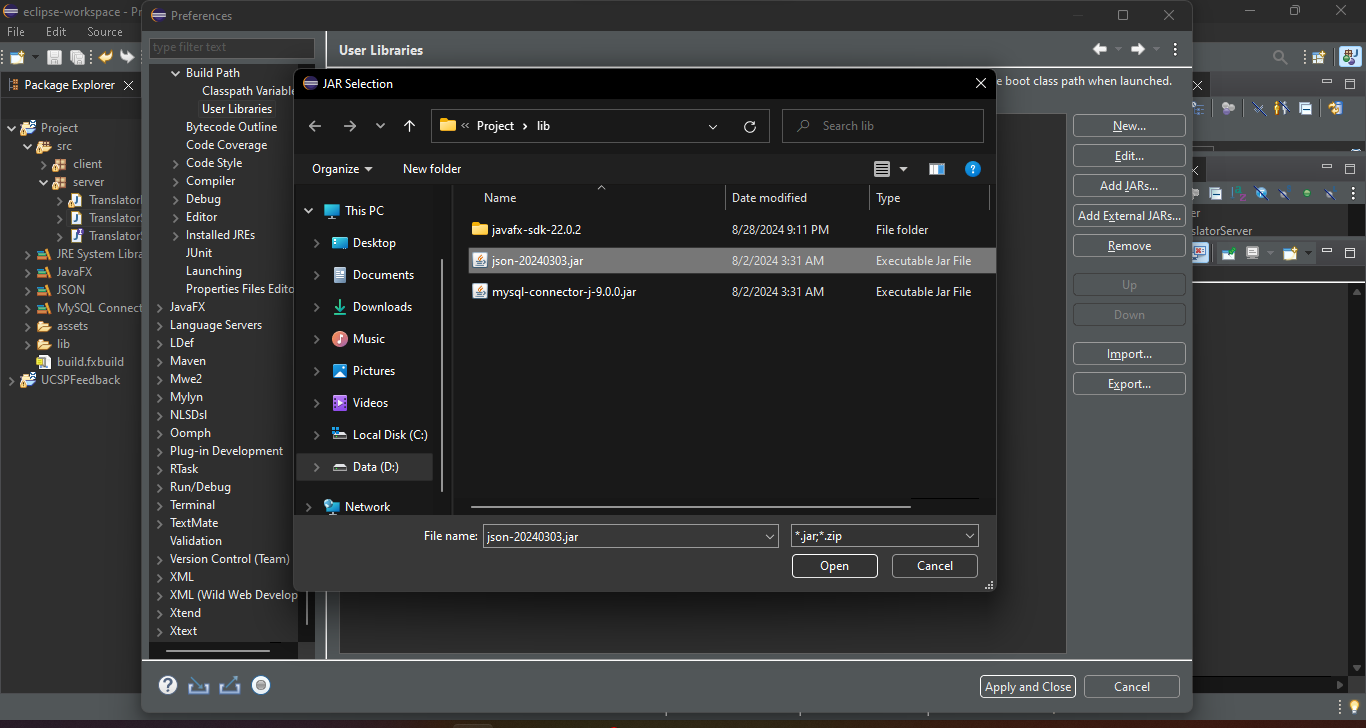 eclipse-workspace - Pr
File Edit Source
Package Explorer
Project
src
client
server
Translator
Translator
Translator
JRE System Libra
JavaFX
JSON
MySQL Connect
assets
lib
build.fxbuild
UCSPFeedback
Preferences
type filter text
Build Path
Classpath Variable
User Libraries
Bytecode Outline
Code Coverage
Code Style
Compiler
Debug
Editor
Installed JREs
JUnit
Launching
Properties Files Edito
JavaFX
Language Servers
LDef
Maven
Mwe2
Mylyn
NLSDsl
Oomph
Plug-in Development
RTask
Run/Debug
Terminal
TextMate
Validation
Version Control (Team)
XML
XML (Wild Web Develop
Xtend
Xtext
User Libraries
e boot class path when launched.
New...
Edit...
Add JARs...
Add External JARs...
Remove
Up
Down
Import...
Export...
Apply and Close
Cancel
JAR Selection
« Project › lib
Search lib
Organize New folder
This PC
Desktop
Documents
Downloads
Music
Pictures
Videos
Local Disk (C:)
Data (D:)
Network
Name Date modified Type
javafx-sdk-22.0.2 8/28/2024 9:11 PM File folder
json-20240303.jar 8/2/2024 3:31 AM Executable Jar File
mysql-connector-j-9.0.0.jar 8/2/2024 3:31 AM Executable Jar File
File name: json-20240303.jar *.jar;*.zip
Open Cancel
er
slatorServer